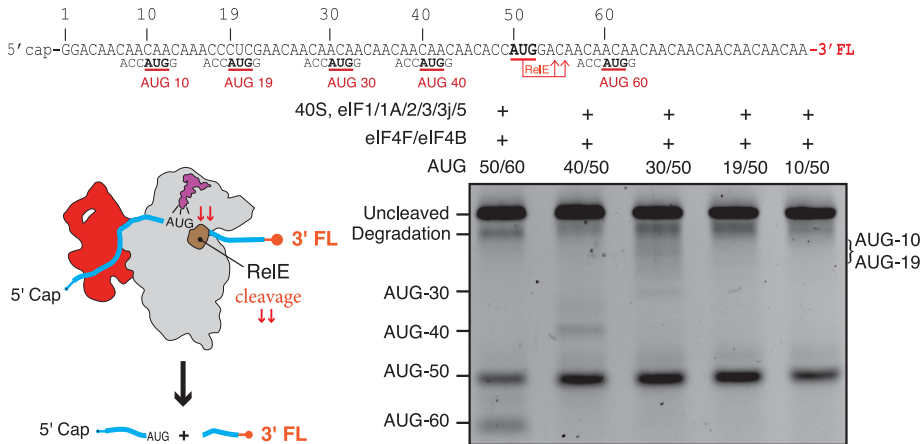 1 10 19 30 40 50 60
5' cap-GGACAACAACAACAAACCCUCGAACAACAACAACAACAACAACAACACCAUGGACAACAACAACAACAACAACAACAACAA-3' FL
ACCAUGG ACCAUGG ACCAUGG ACCAUGG RelE ACCAUGG
AUG 10 AUG 19 AUG 30 AUG 40 AUG 60
40S, eIF1/1A/2/3/3j/5 + + + + +
eIF4F/eIF4B + + + + +
AUG 50/60 40/50 30/50 19/50 10/50
Uncleaved
Degradation
AUG-10
AUG-19
AUG-30
AUG-40
AUG-50
AUG-60
AUG
3' FL
RelE
cleavage
5' Cap
5' Cap AUG + 3' FL